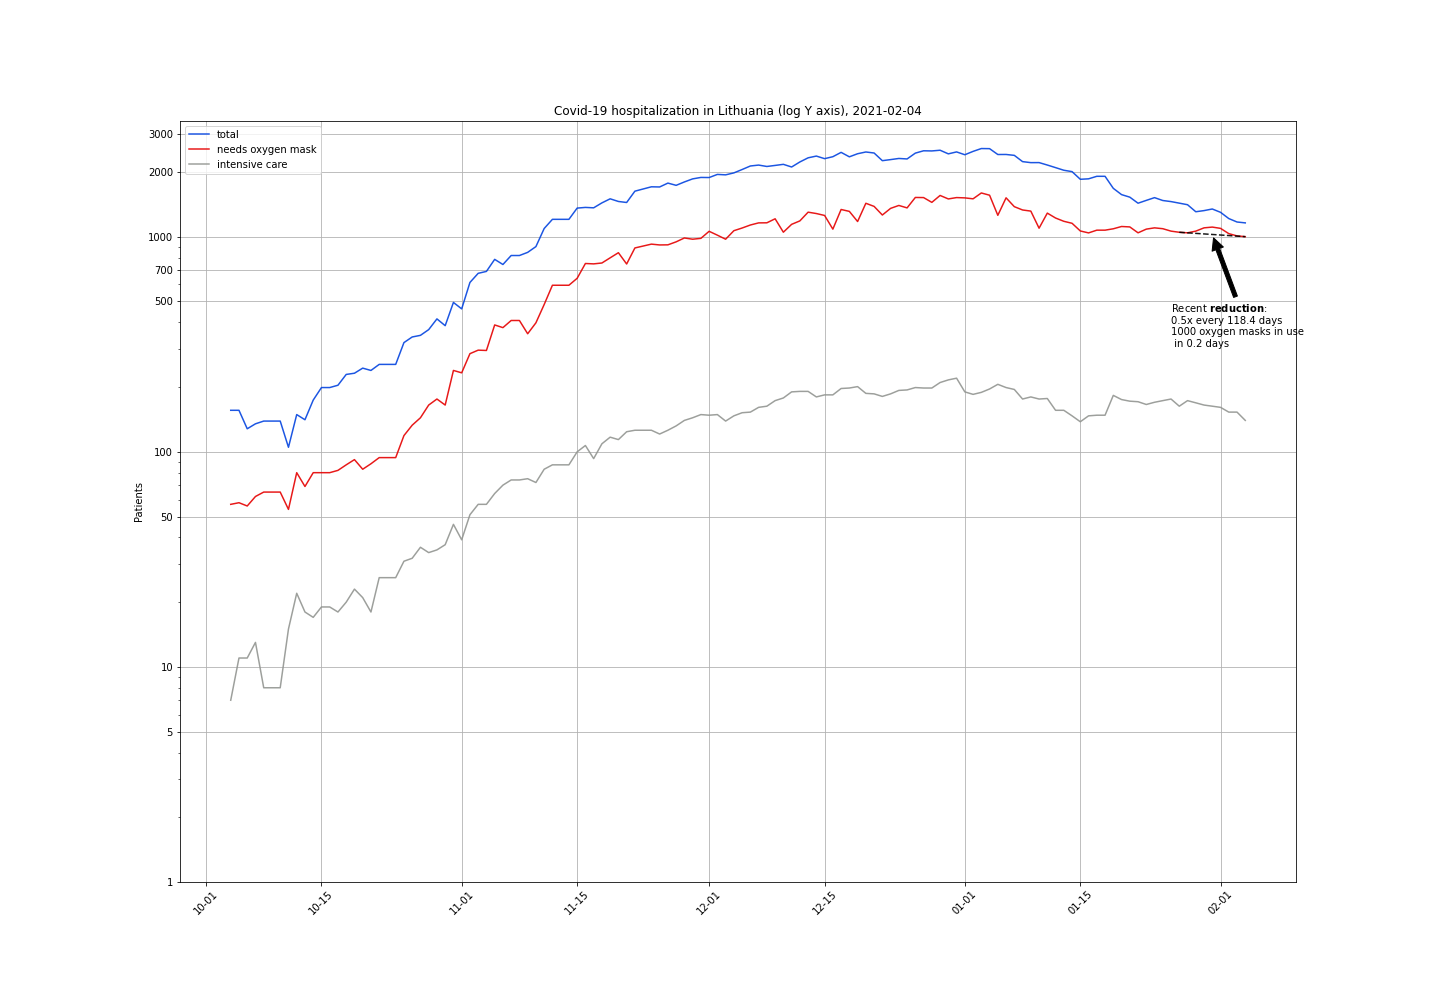 Covid-19 hospitalization in Lithuania (log Y axis), 2021-02-04
total
needs oxygen mask
intensive care
3000
2000
1000
700
500
100
50
10
5
1
Patients
Recent reduction:
0.5x every 118.4 days
1000 oxygen masks in use
in 0.2 days
10-01
10-15
11-01
11-15
12-01
12-15
01-01
01-15
02-01